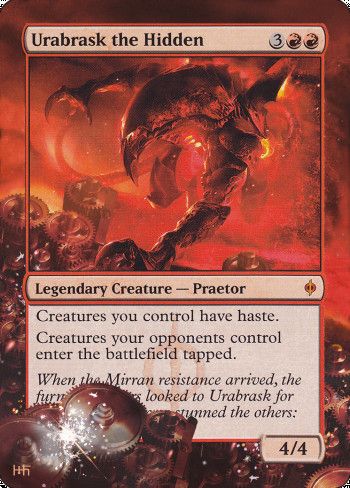 Urabrask the Hidden 3
Legendary Creature — Praetor
Creatures you control have haste.
Creatures your opponents control
enter the battlefield tapped.
When the Mirran resistance arrived, the
looked to Urabrask for
stunned the others:
4/4